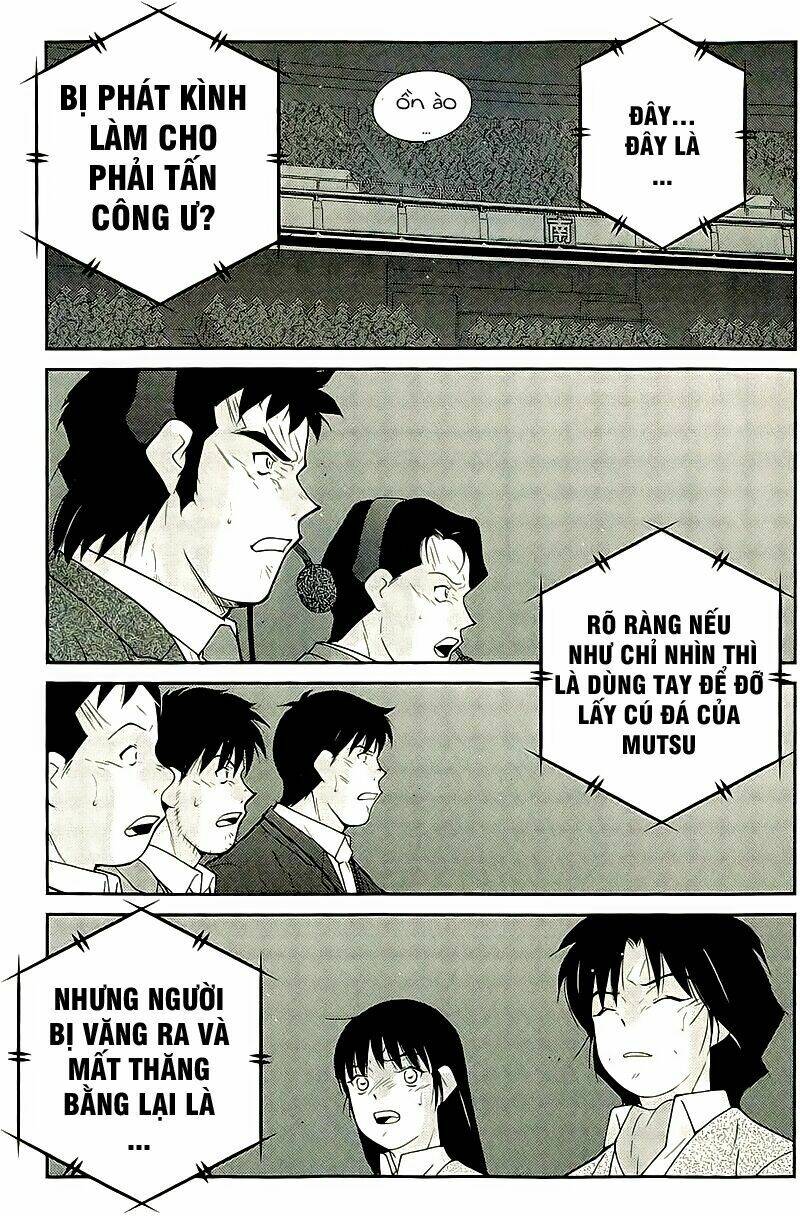 ĐÂY...
ĐÂY LÀ
...
ồn ào
...
南
BỊ PHÁT KÌNH
LÀM CHO
PHẢI TẤN
CÔNG Ư?
RÕ RÀNG NẾU
NHƯ CHỈ NHÌN THÌ
LÀ DÙNG TAY ĐỂ ĐỠ
LẤY CÚ ĐÁ CỦA
MUTSU
NHƯNG NGƯỜI
BỊ VĂNG RA VÀ
MẤT THĂNG
BẰNG LẠI LÀ
...